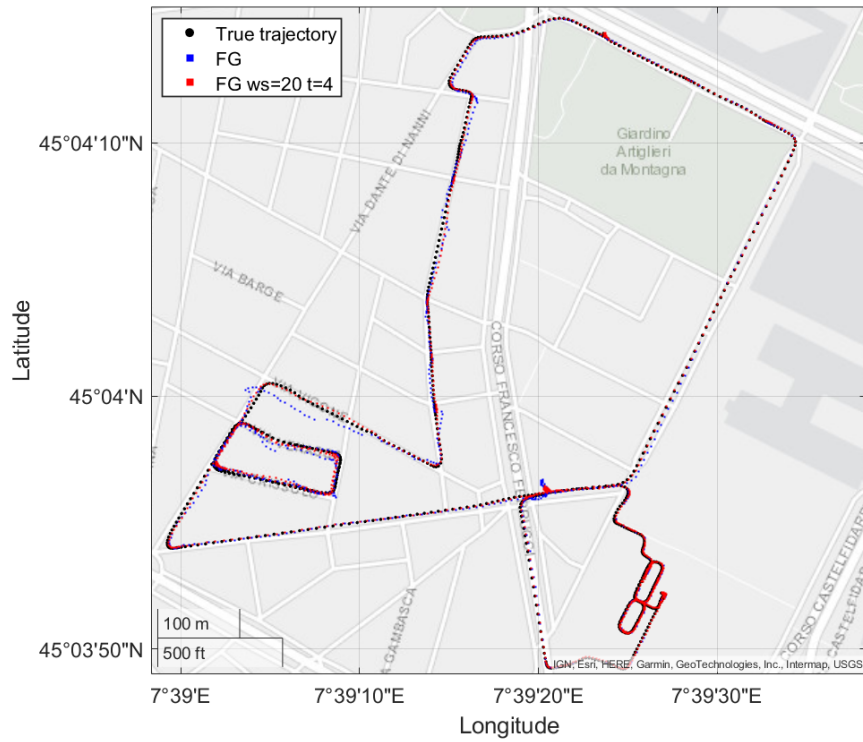 True trajectory
FG
FG ws=20 t=4
Giardino
Artiglieri
da Montagna
VIA DANTE DI NANNI
VIA BARGE
CORSO FRANCESCO
CORSO CASTELFIDAR
CASTELFIDAR
A GAMBASCA
45°04'10"N
45°04'N
45°03'50"N
Latitude
100 m
500 ft
IGN, Esri, HERE, Garmin, GeoTechnologies, Inc., Intermap, USGS
7°39'E
7°39'10"E
7°39'20"E
7°39'30"E
Longitude